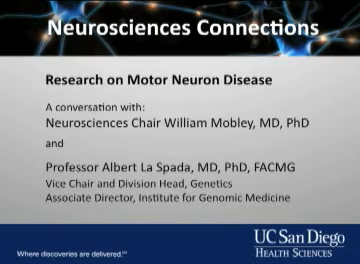 Neurosciences Connections
Research on Motor Neuron Disease
A conversation with:
Neurosciences Chair William Mobley, MD, PhD
and
Professor Albert La Spada, MD, PhD, FACMG
Vice Chair and Division Head, Genetics
Associate Director, Institute for Genomic Medicine
UC San Diego
HEALTH SCIENCES
Where discoveries are delivered.℠